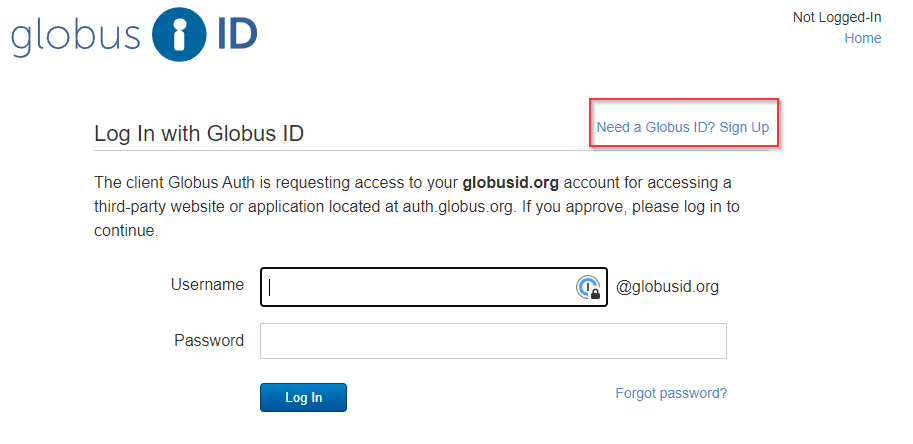 globus ID
Not Logged-In
Home
Log In with Globus ID
Need a Globus ID? Sign Up
The client Globus Auth is requesting access to your globusid.org account for accessing a
third-party website or application located at auth.globus.org. If you approve, please log in to
continue.
Username
@globusid.org
Password
Log In
Forgot password?